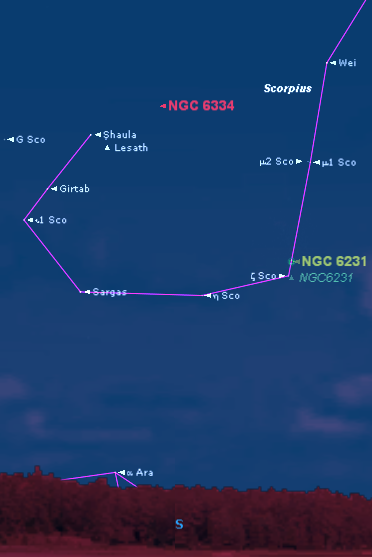 Wei
Scorpius
NGC 6334
Shaula
G Sco
Lesath
μ2 Sco
μ1 Sco
Girtab
ι1 Sco
NGC 6231
ζ Sco
NGC6231
Sargas
η Sco
α Ara
S